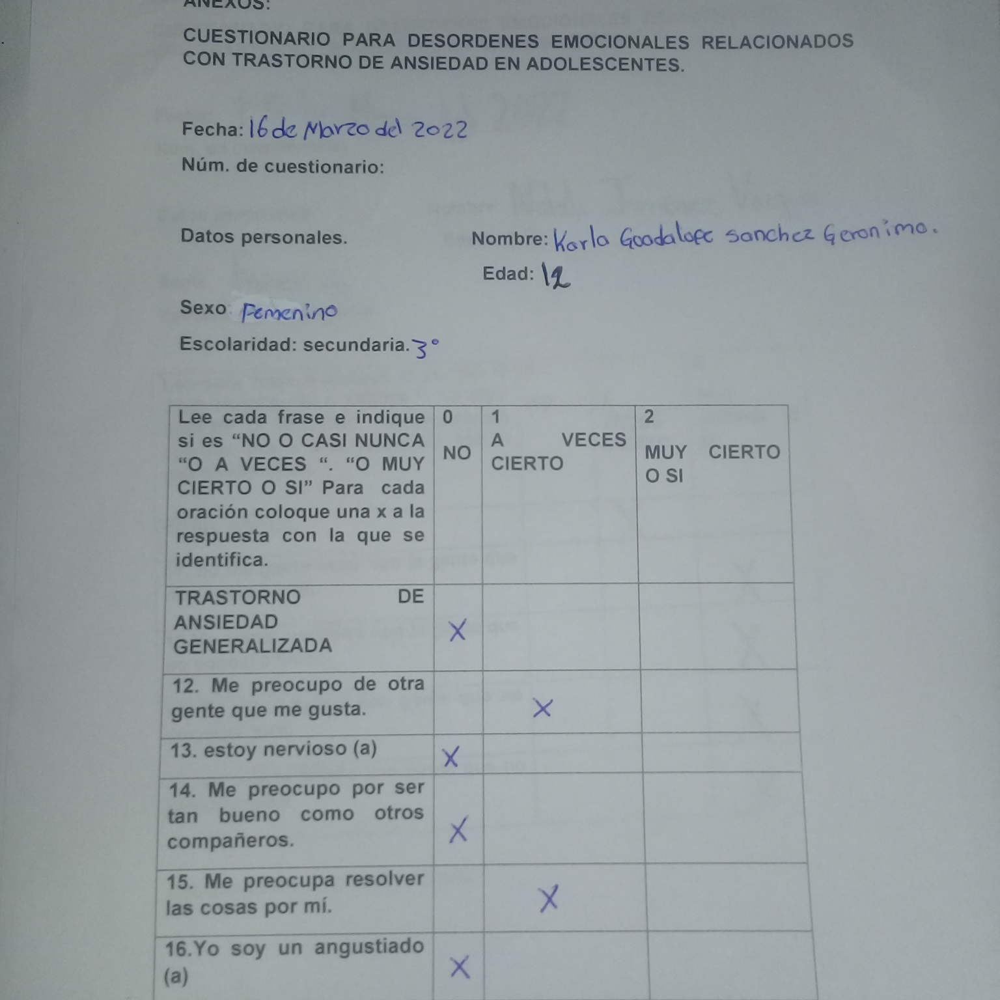 ANEXOS:
CUESTIONARIO PARA DESORDENES EMOCIONALES RELACIONADOS
CON TRASTORNO DE ANSIEDAD EN ADOLESCENTES.
Fecha: 16 de Marzo del 2022
Núm. de cuestionario:
Datos personales. Nombre: Karla Goadalope Sanchez Geronimo.
Edad: 12
Sexo: Femenino
Escolaridad: secundaria. 3°
Lee cada frase e indique
si es “NO O CASI NUNCA
“O A VECES “. “O MUY
CIERTO O SI” Para cada
oración coloque una x a la
respuesta con la que se
identifica.
0
NO
1
A VECES
CIERTO
2
MUY CIERTO
O SI
TRASTORNO DE
ANSIEDAD
GENERALIZADA
X
12. Me preocupo de otra
gente que me gusta.
X
13. estoy nervioso (a)
X
14. Me preocupo por ser
tan bueno como otros
compañeros.
X
15. Me preocupa resolver
las cosas por mí.
X
16.Yo soy un angustiado
(a)
X